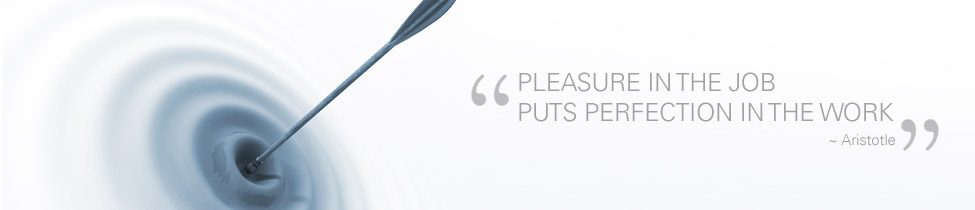 “PLEASURE IN THE JOB
PUTS PERFECTION IN THE WORK
~ Aristotle”